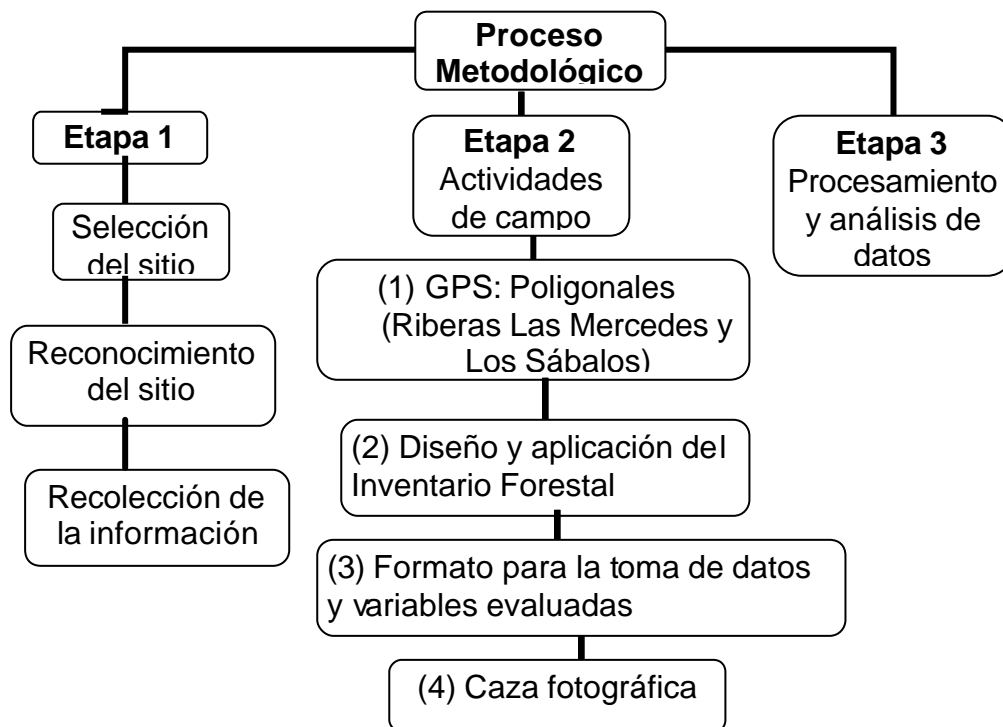 Proceso
Metodológico
Etapa 1
Selección
del sitio
Reconocimiento
del sitio
Recolección de
la información
Etapa 2
Actividades
de campo
(1) GPS: Poligonales
(Riberas Las Mercedes y
Los Sábalos)
(2) Diseño y aplicación del
Inventario Forestal
(3) Formato para la toma de datos
y variables evaluadas
(4) Caza fotográfica
Etapa 3
Procesamiento
y análisis de
datos